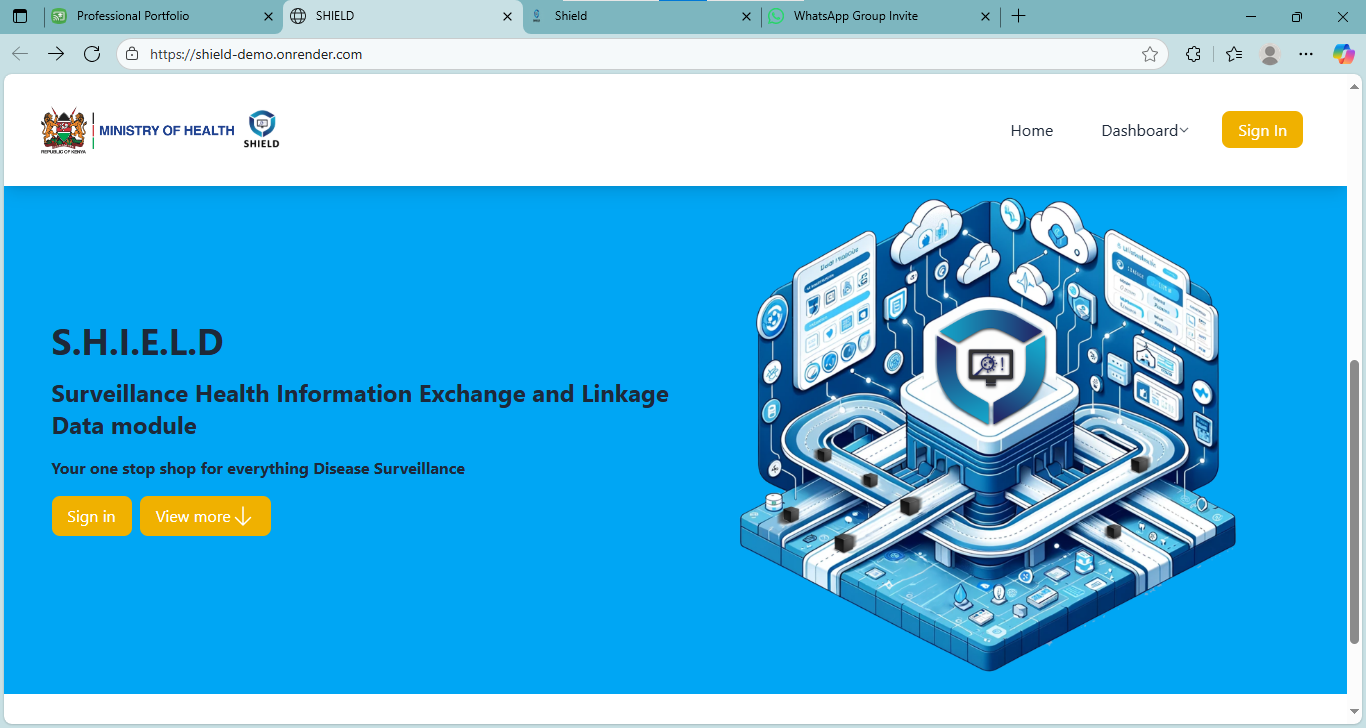 Professional Portfolio
SHIELD
Shield
WhatsApp Group Invite
https://shield-demo.onrender.com
REPUBLIC OF KENYA
MINISTRY OF HEALTH
SHIELD
Home
Dashboard
Sign In
S.H.I.E.L.D
Surveillance Health Information Exchange and Linkage
Data module
Your one stop shop for everything Disease Surveillance
Sign in
View more